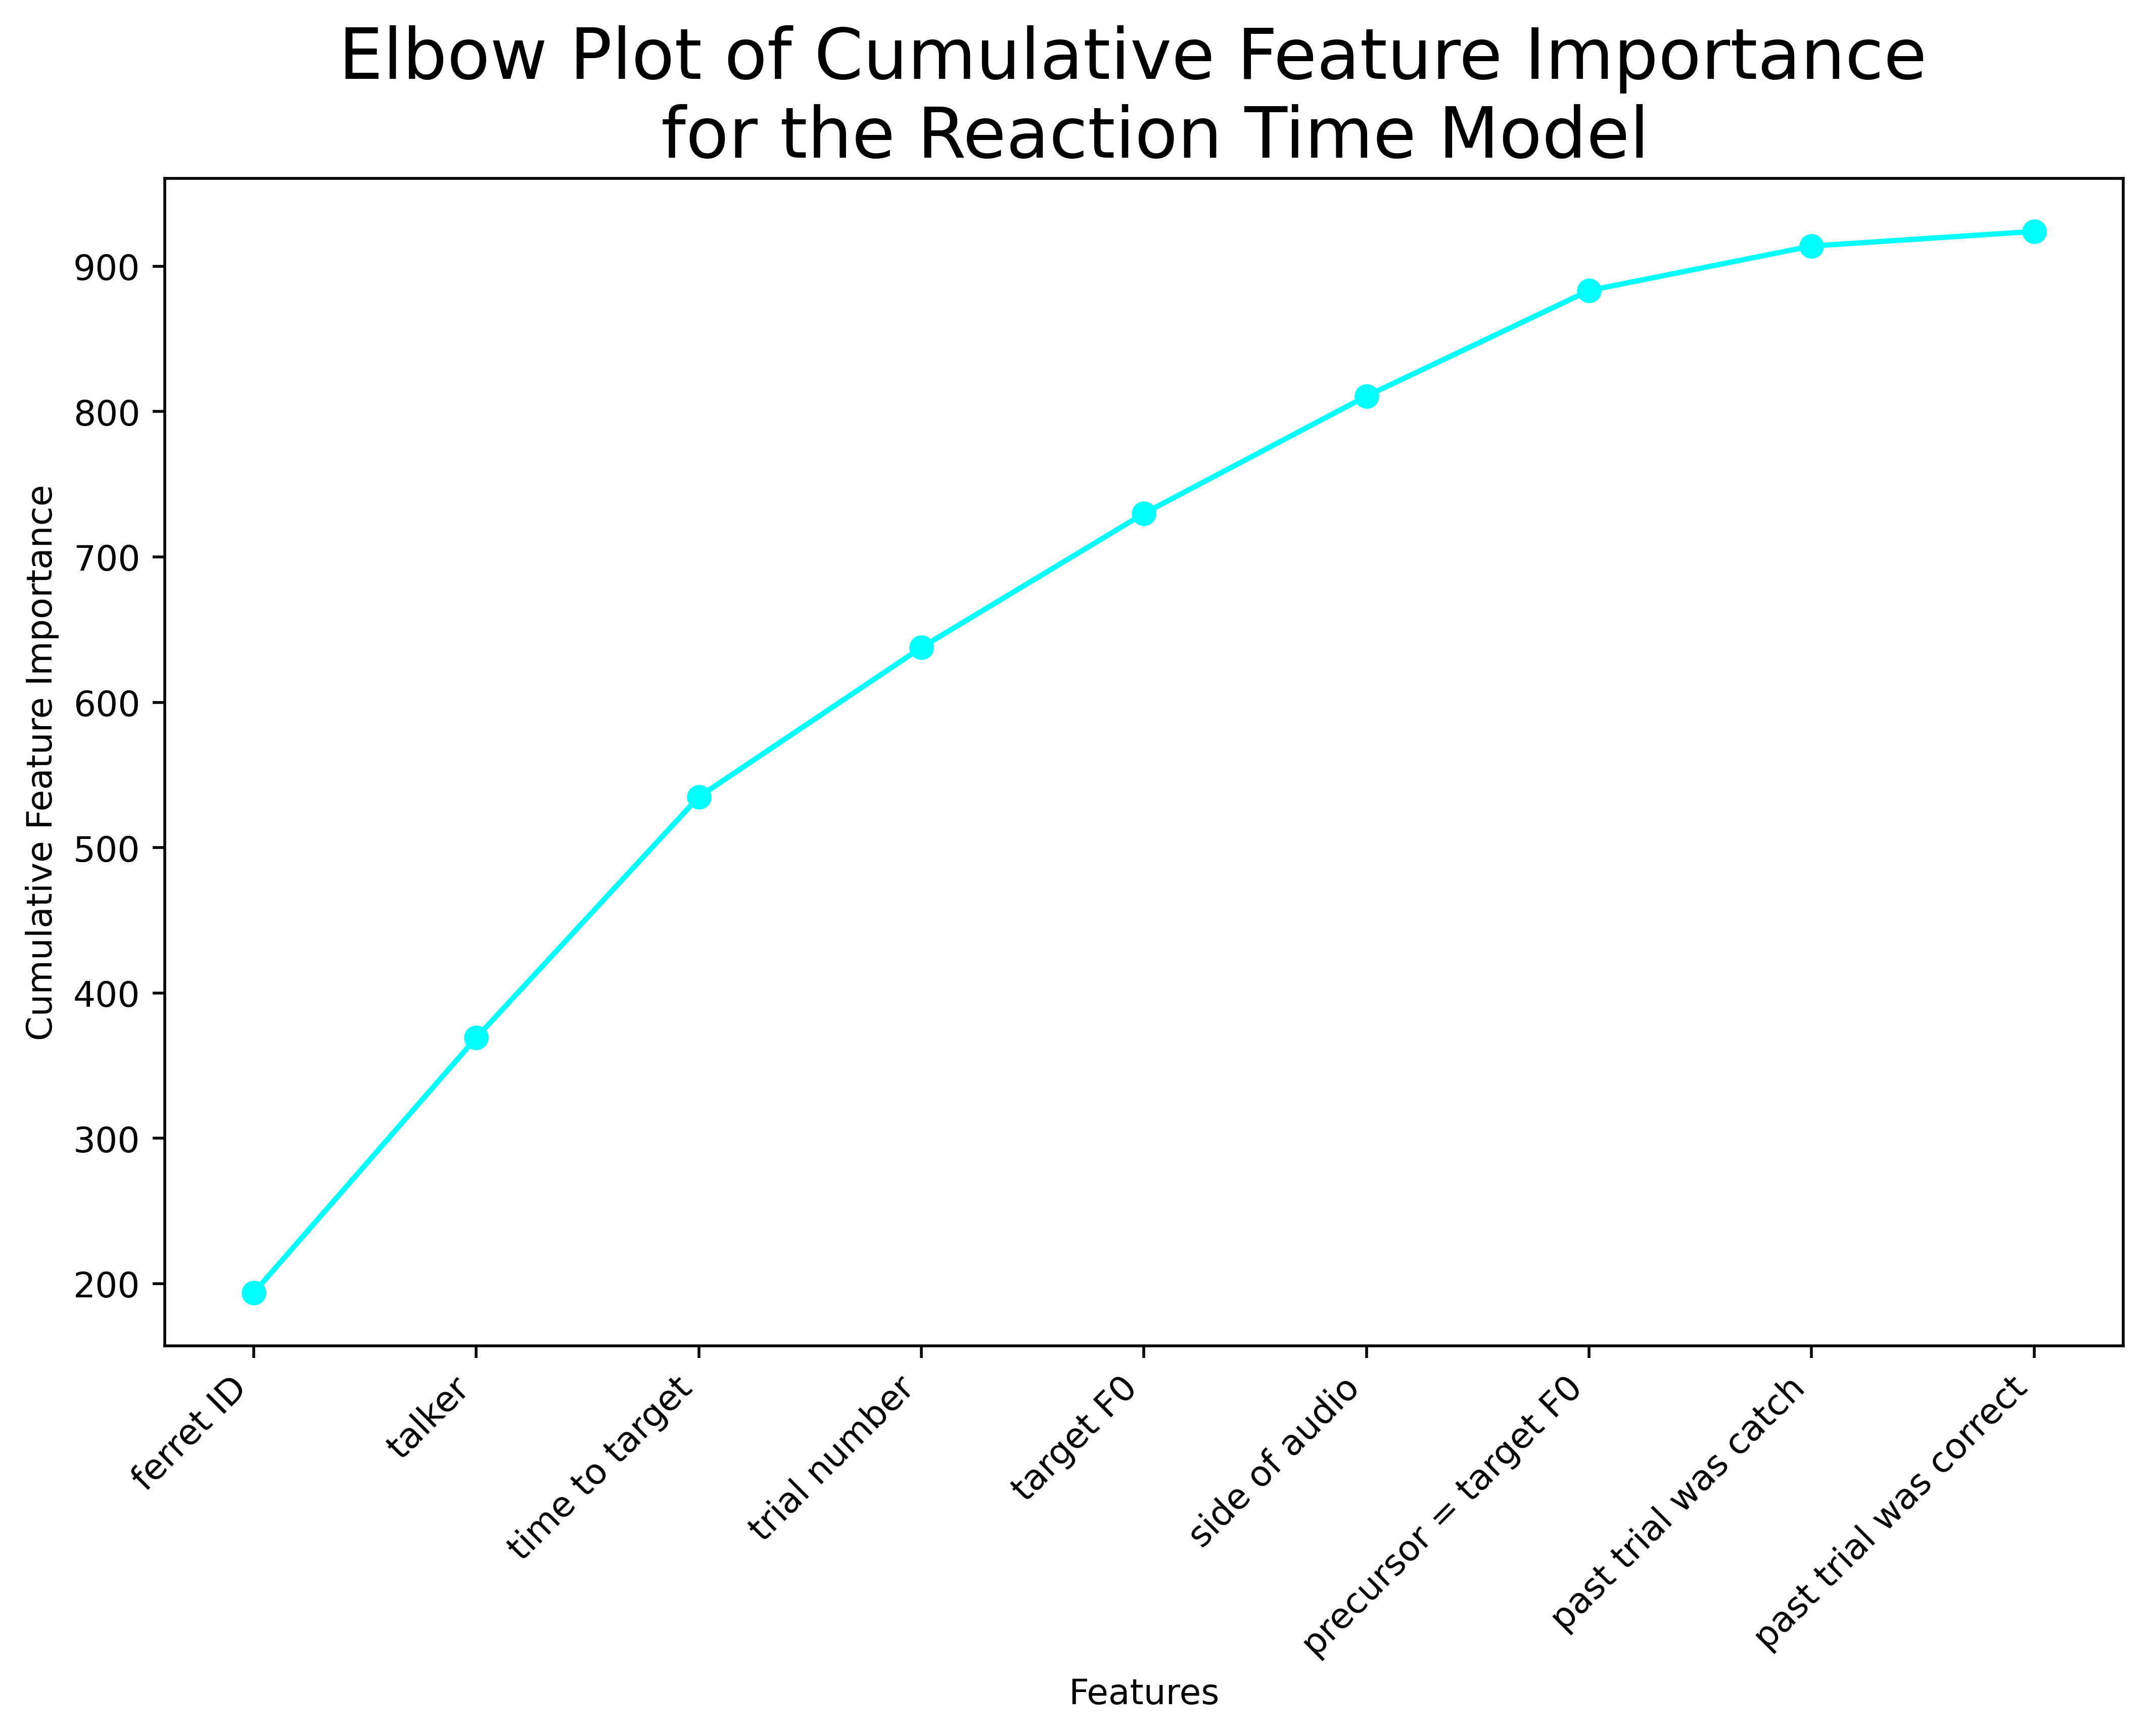 Elbow Plot of Cumulative Feature Importance
for the Reaction Time Model
Cumulative Feature Importance
900
800
700
600
500
400
300
200
ferret ID
talker
time to target
trial number
target F0
side of audio
precursor = target F0
past trial was catch
past trial was correct
Features